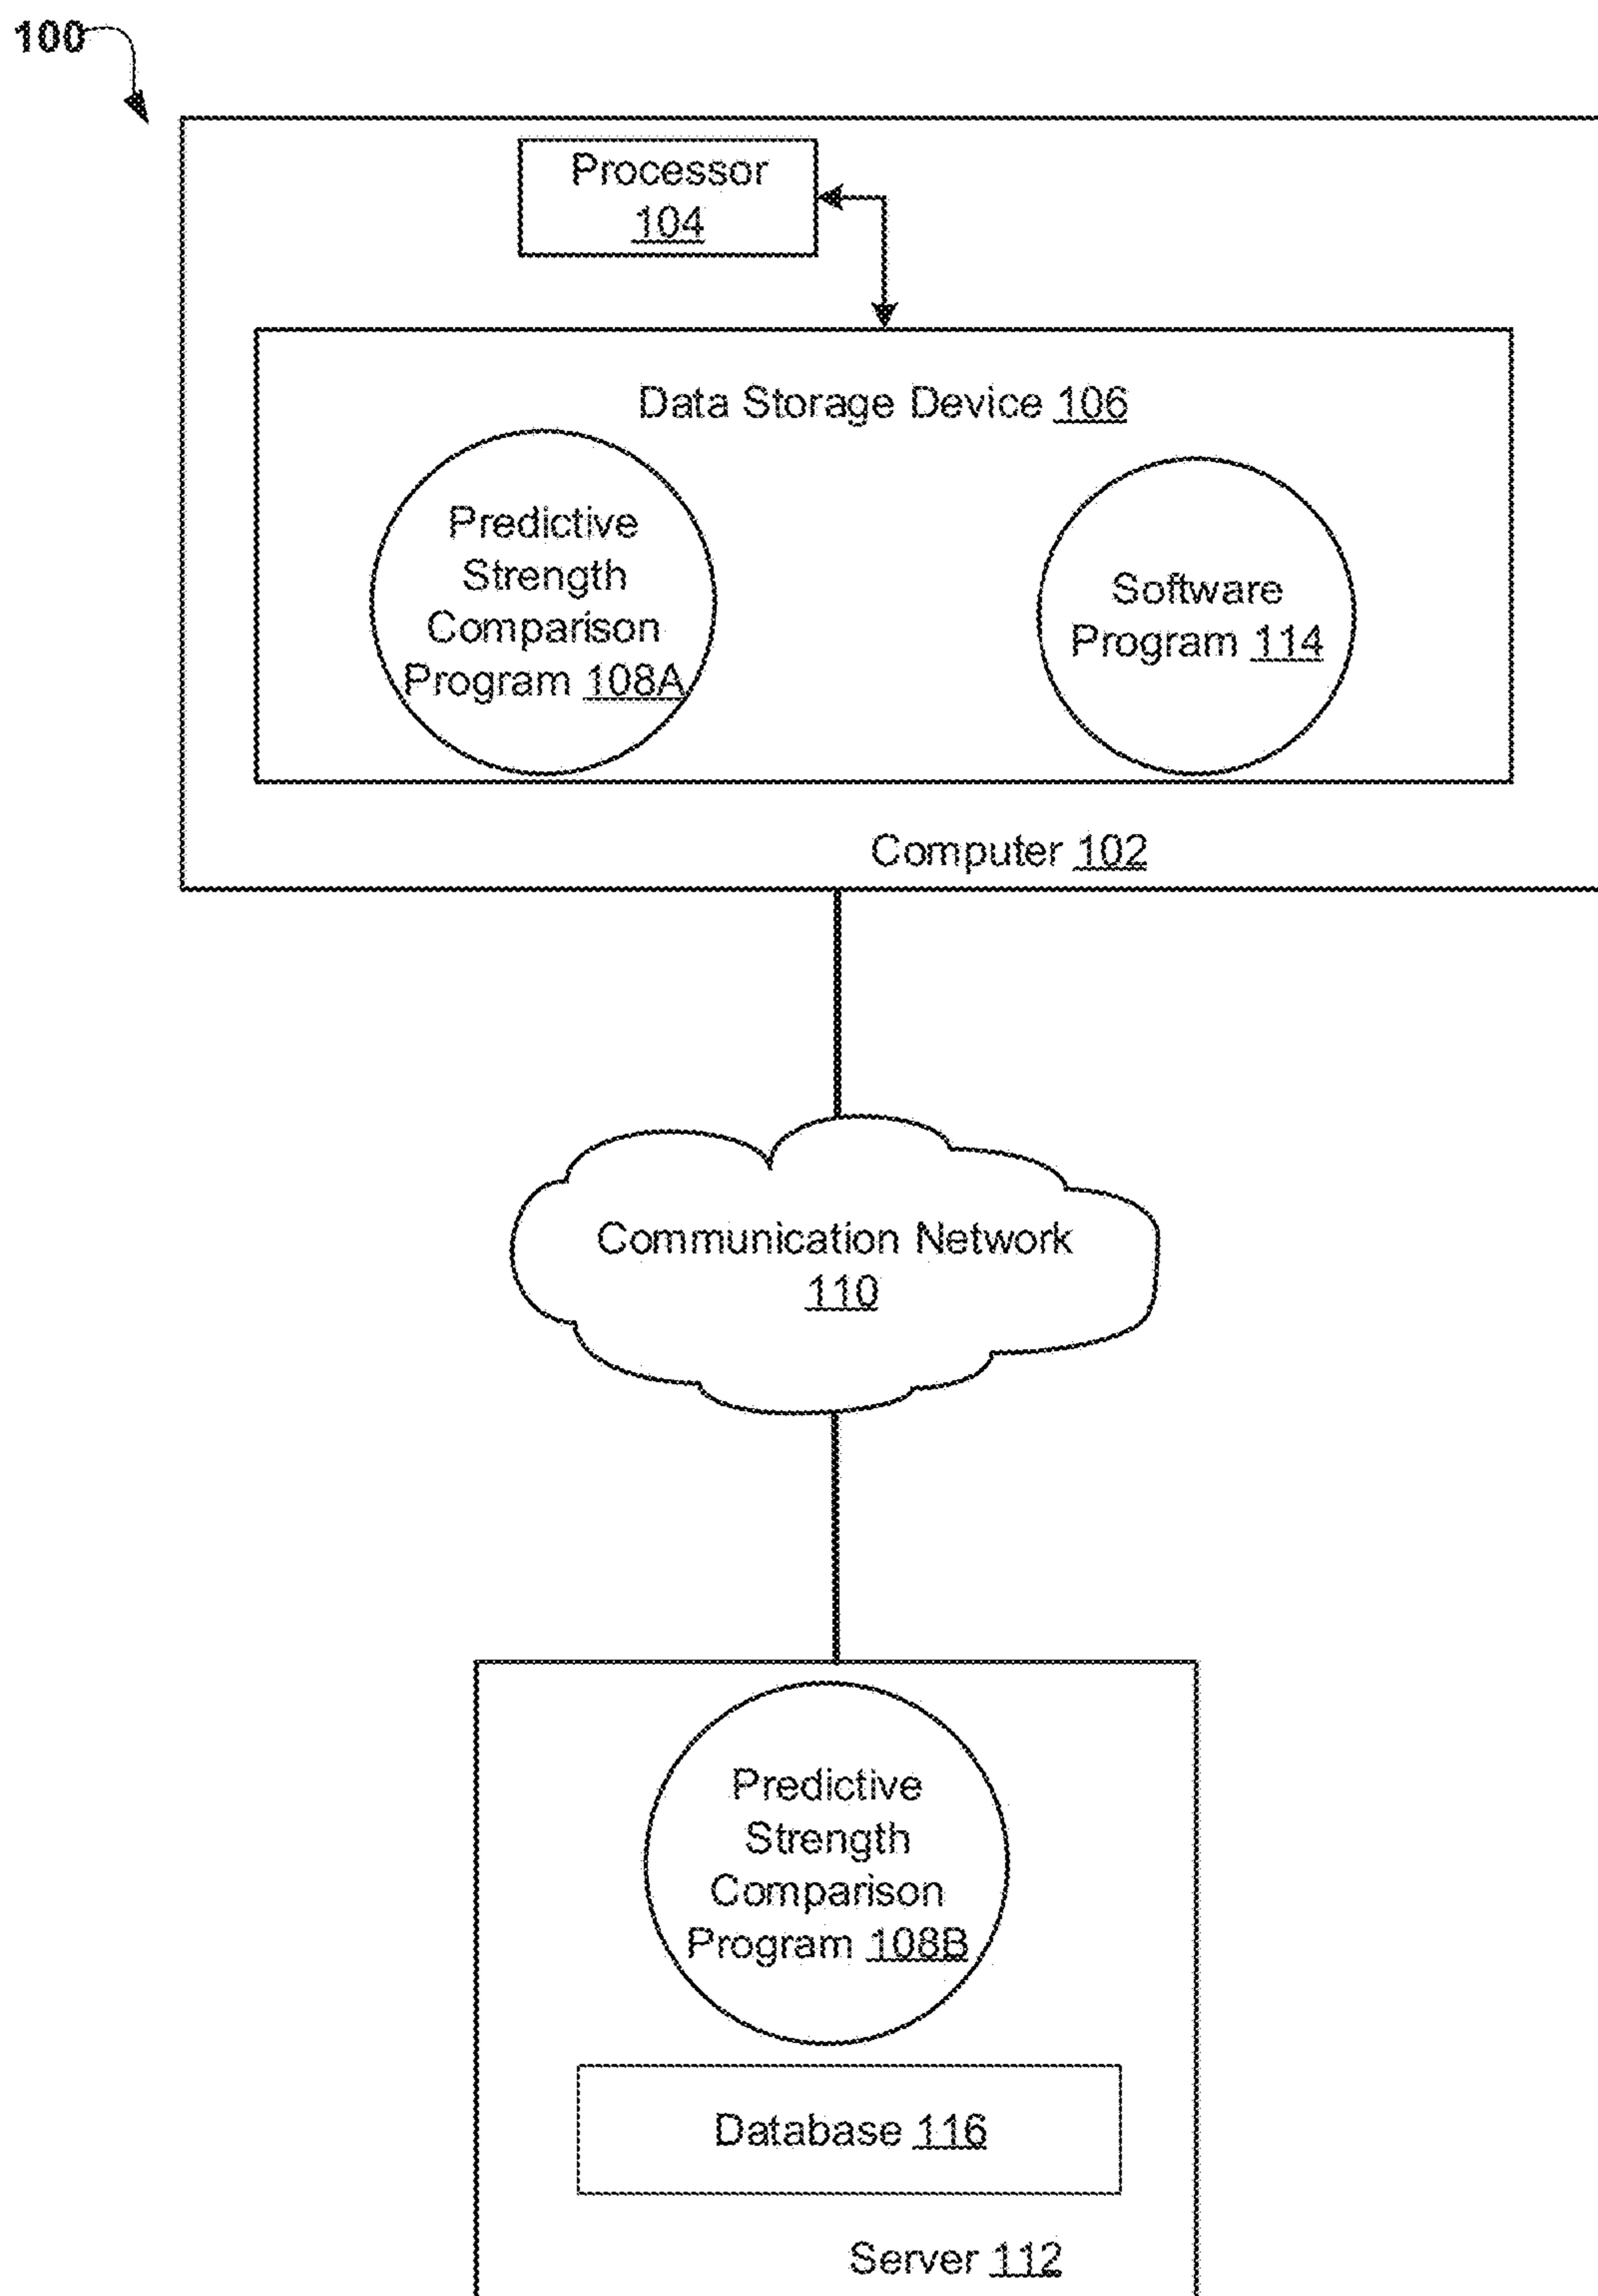 100
Processor
104
Data Storage Device 106
Predictive
Strength
Comparison
Program 108A
Software
Program 114
Computer 102
Communication Network
110
Predictive
Strength
Comparison
Program 108B
Database 116
Server 112